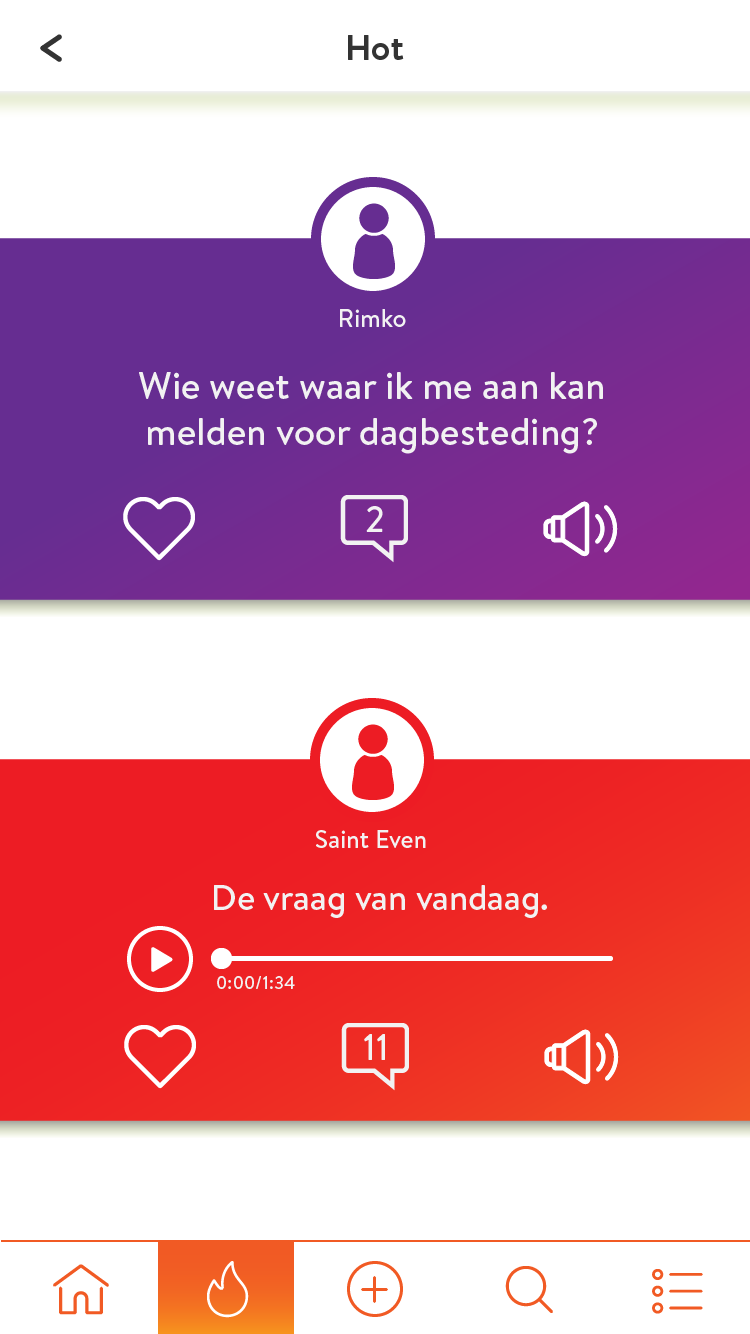 Hot
Rimko
Wie weet waar ik me aan kan
melden voor dagbesteding?
2
Saint Even
De vraag van vandaag.
0:00/1:34
11